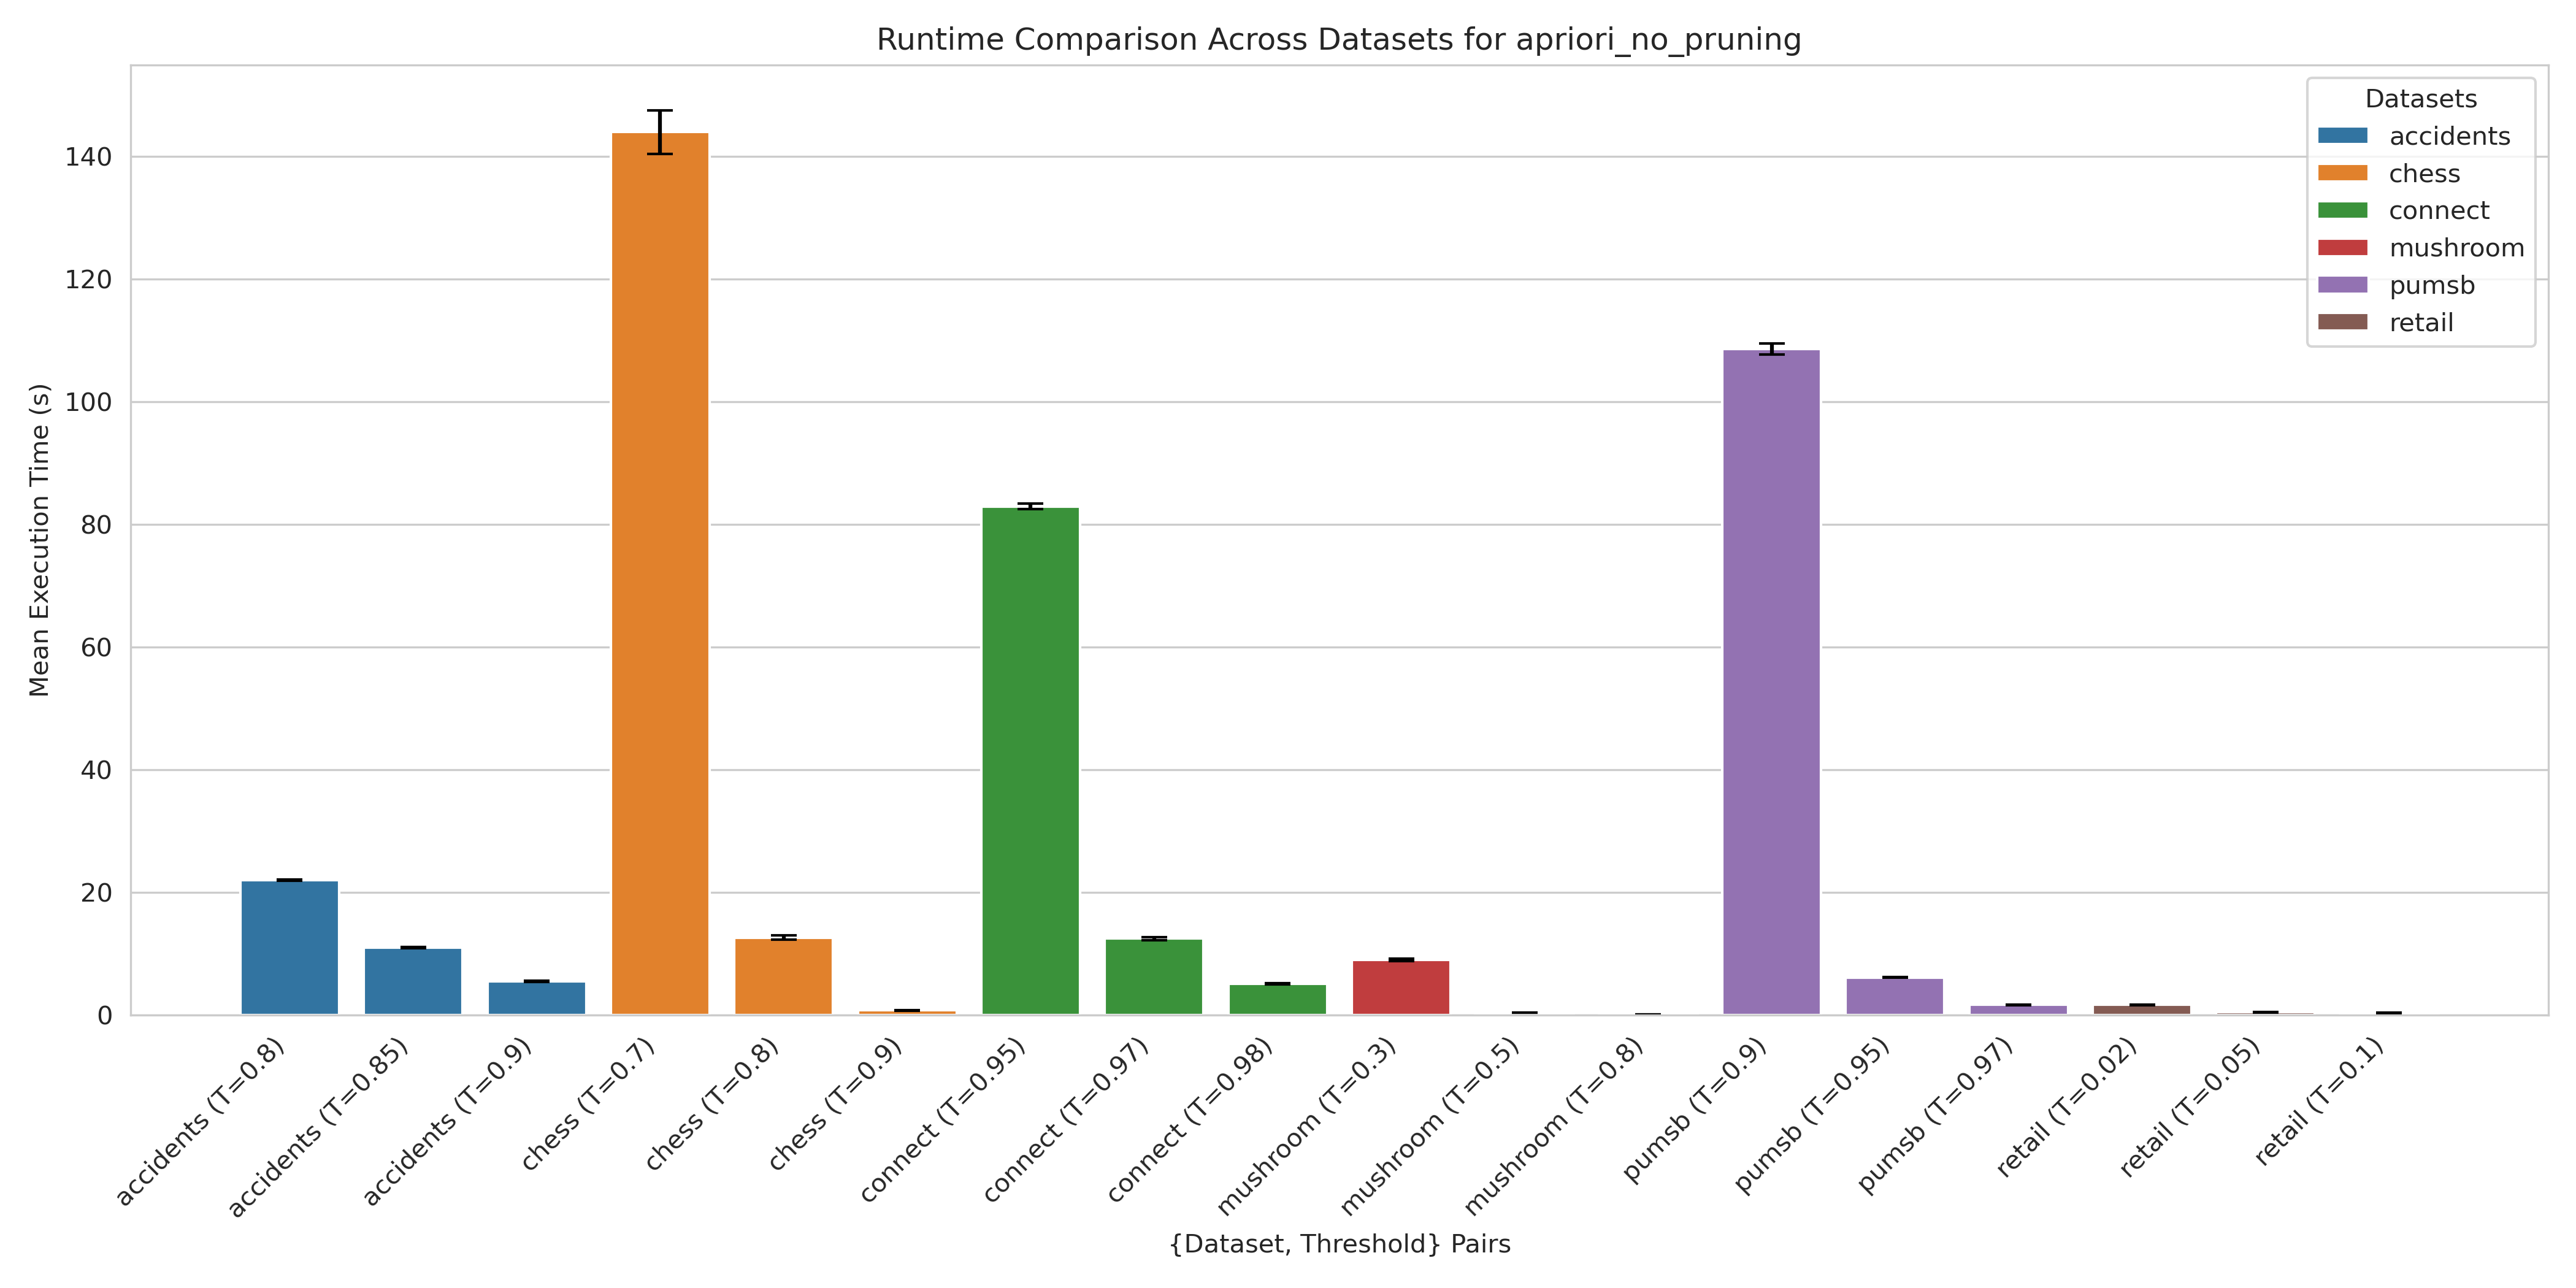 Runtime Comparison Across Datasets for apriori_no_pruning
Mean Execution Time (s)
140
120
100
80
60
40
20
0
Datasets
accidents
chess
connect
mushroom
pumsb
retail
accidents (T=0.8)
accidents (T=0.85)
accidents (T=0.9)
chess (T=0.7)
chess (T=0.8)
chess (T=0.9)
connect (T=0.95)
connect (T=0.97)
connect (T=0.98)
mushroom (T=0.3)
mushroom (T=0.5)
mushroom (T=0.8)
pumsb (T=0.9)
pumsb (T=0.95)
pumsb (T=0.97)
retail (T=0.02)
retail (T=0.05)
retail (T=0.1)
{Dataset, Threshold} Pairs